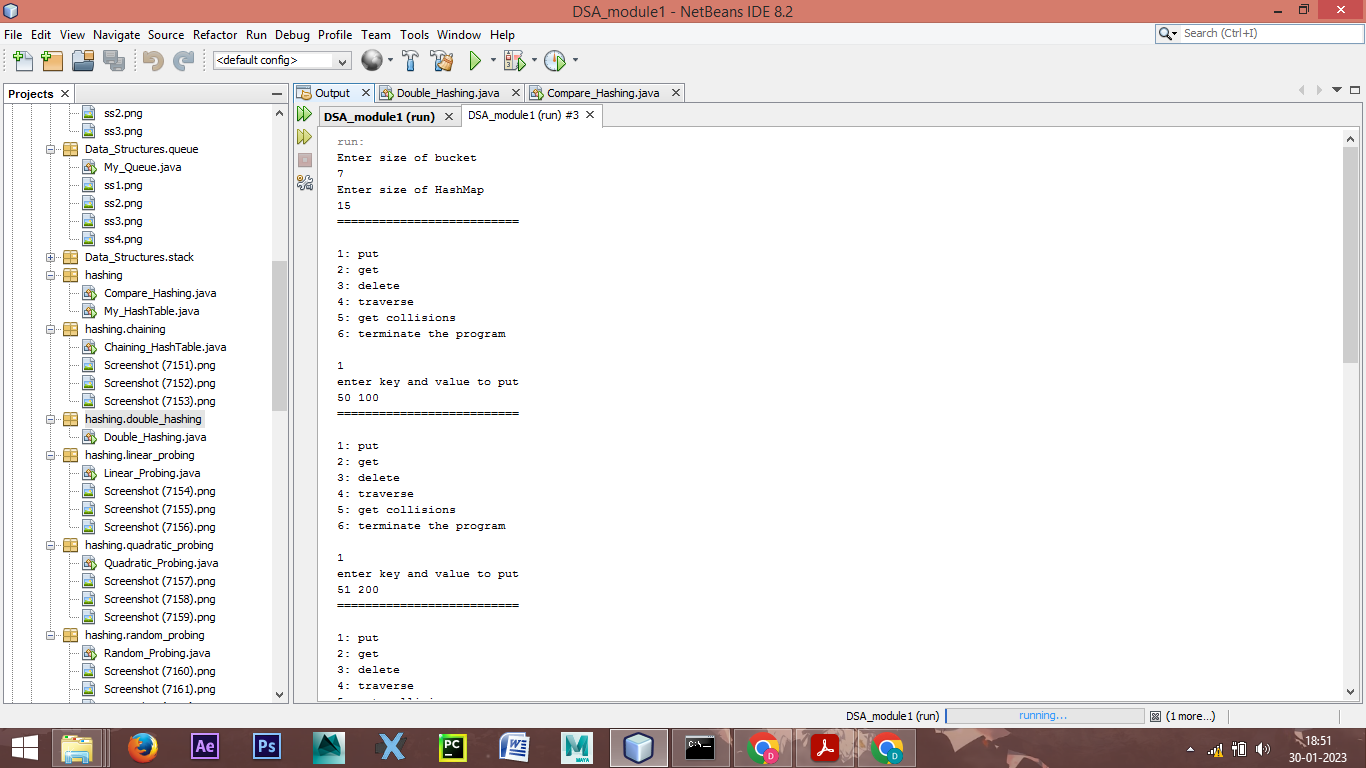 DSA_module1 - NetBeans IDE 8.2
File Edit View Navigate Source Refactor Run Debug Profile Team Tools Window Help
Search (Ctrl+I)
<default config>
Projects
ss2.png
ss3.png
Data_Structures.queue
My_Queue.java
ss1.png
ss2.png
ss3.png
ss4.png
Data_Structures.stack
hashing
Compare_Hashing.java
My_HashTable.java
hashing.chaining
Chaining_HashTable.java
Screenshot (7151).png
Screenshot (7152).png
Screenshot (7153).png
hashing.double_hashing
Double_Hashing.java
hashing.linear_probing
Linear_Probing.java
Screenshot (7154).png
Screenshot (7155).png
Screenshot (7156).png
hashing.quadratic_probing
Quadratic_Probing.java
Screenshot (7157).png
Screenshot (7158).png
Screenshot (7159).png
hashing.random_probing
Random_Probing.java
Screenshot (7160).png
Screenshot (7161).png
Output Double_Hashing.java Compare_Hashing.java
DSA_module1 (run) DSA_module1 (run) #3
run:
Enter size of bucket
7
Enter size of HashMap
15
==========================
1: put
2: get
3: delete
4: traverse
5: get collisions
6: terminate the program
1
enter key and value to put
50 100
==========================
1: put
2: get
3: delete
4: traverse
5: get collisions
6: terminate the program
1
enter key and value to put
51 200
==========================
1: put
2: get
3: delete
4: traverse
DSA_module1 (run) running... (1 more...)
Ae Ps PC W M MAYA C:\ D D
18:51
30-01-2023